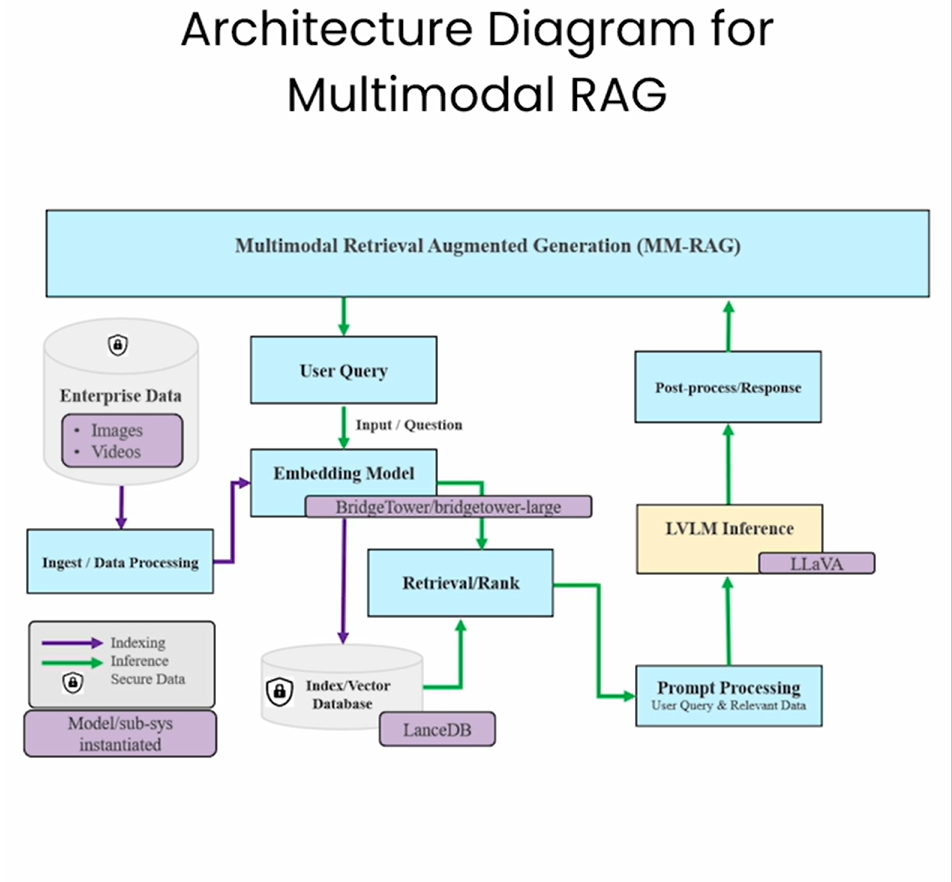 Architecture Diagram for
Multimodal RAG
Multimodal Retrieval Augmented Generation (MM-RAG)
User Query
Input / Question
Enterprise Data
• Images
• Videos
Embedding Model
BridgeTower/bridgetower-large
Ingest / Data Processing
Retrieval/Rank
Index/Vector
Database
LanceDB
Post-process/Response
LVLM Inference
LLaVA
Prompt Processing
User Query & Relevant Data
Indexing
Inference
Secure Data
Model/sub-sys
instantiated